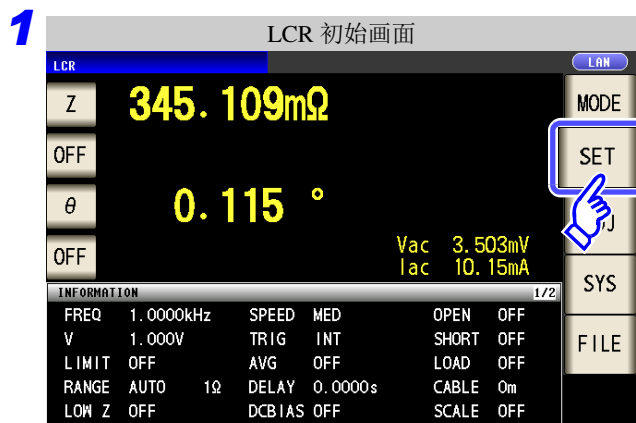 1
LCR 初始画面
LCR
LAN
Z 345.109mΩ
MODE
OFF
SET
θ 0.115 °
OFF
Vac 3.503mV
Iac 10.15mA
SYS
INFORMATION 1/2
FREQ 1.0000kHz SPEED MED OPEN OFF
V 1.000V TRIG INT SHORT OFF
FILE
LIMIT OFF AVG OFF LOAD OFF
RANGE AUTO 1Ω DELAY 0.0000s CABLE 0m
LOW Z OFF DCBIAS OFF SCALE OFF